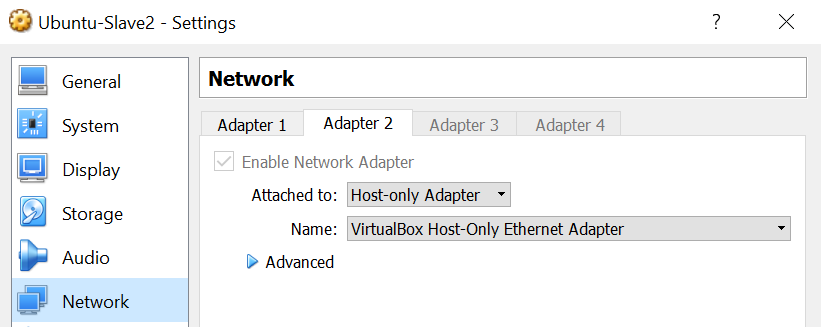 Ubuntu-Slave2 - Settings ?
General
System
Display
Storage
Audio
Network
Network
Adapter 1 Adapter 2 Adapter 3 Adapter 4
Enable Network Adapter
Attached to: Host-only Adapter
Name: VirtualBox Host-Only Ethernet Adapter
Advanced